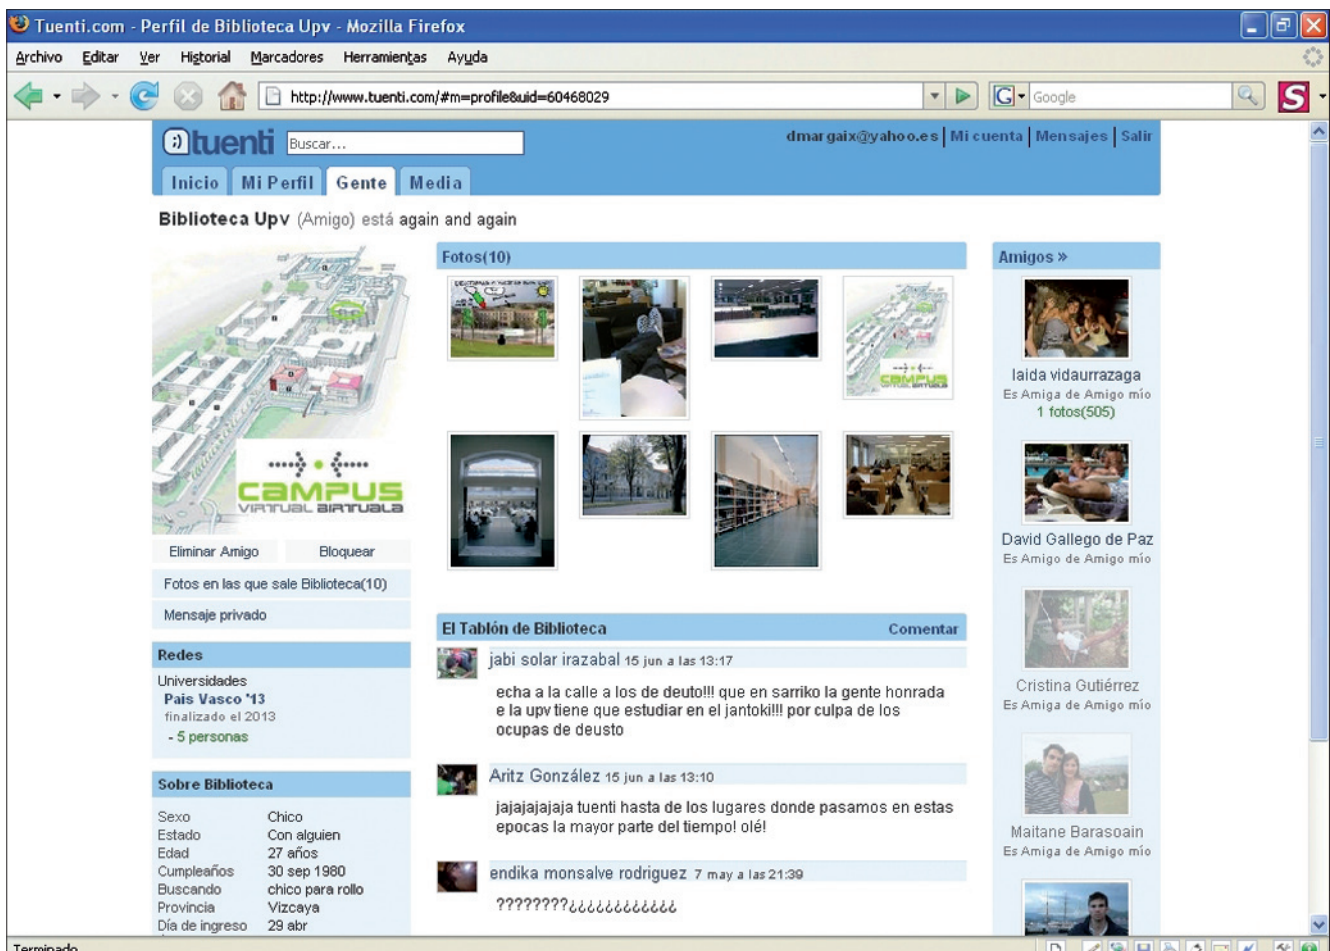 Tuenti.com - Perfil de Biblioteca Upv - Mozilla Firefox
Archivo Editar Ver Historial Marcadores Herramientas Ayuda
http://www.tuenti.com/#m=profile&uid=60468029 G Google S
tuenti Buscar... dmargaix@yahoo.es | Mi cuenta | Mensajes | Salir
Inicio Mi Perfil Gente Media
Biblioteca Upv (Amigo) está again and again
CAMPUS
VIRTUAL BIRTUALA
Eliminar Amigo Bloquear
Fotos en las que sale Biblioteca(10)
Mensaje privado
Redes
Universidades
Pais Vasco '13
finalizado el 2013
- 5 personas
Sobre Biblioteca
Sexo Chico
Estado Con alguien
Edad 27 años
Cumpleaños 30 sep 1980
Buscando chico para rollo
Provincia Vizcaya
Día de ingreso 29 abr
Fotos(10)
CAMPUS
El Tablón de Biblioteca Comentar
jabi solar irazabal 15 jun a las 13:17
echa a la calle a los de deuto!!! que en sarriko la gente honrada
e la upv tiene que estudiar en el jantoki!!! por culpa de los
ocupas de deusto
Aritz González 15 jun a las 13:10
jajajajajaja tuenti hasta de los lugares donde pasamos en estas
epocas la mayor parte del tiempo! olé!
endika monsalve rodriguez 7 may a las 21:39
????????¿¿¿¿¿¿¿¿¿¿¿¿
Amigos »
Iaida vidaurrazaga
Es Amiga de Amigo mío
1 fotos(505)
David Gallego de Paz
Es Amigo de Amigo mío
Cristina Gutiérrez
Es Amiga de Amigo mío
Maitane Barasoain
Es Amiga de Amigo mío
Terminado